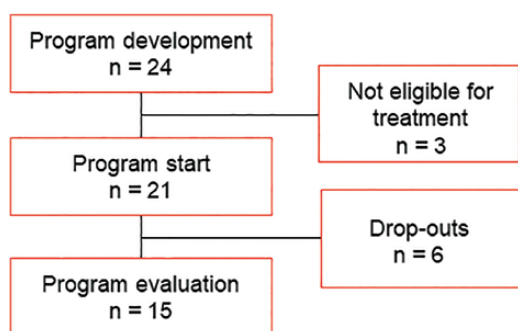 Program development
n = 24
Not eligible for
treatment
n = 3
Program start
n = 21
Drop-outs
n = 6
Program evaluation
n = 15